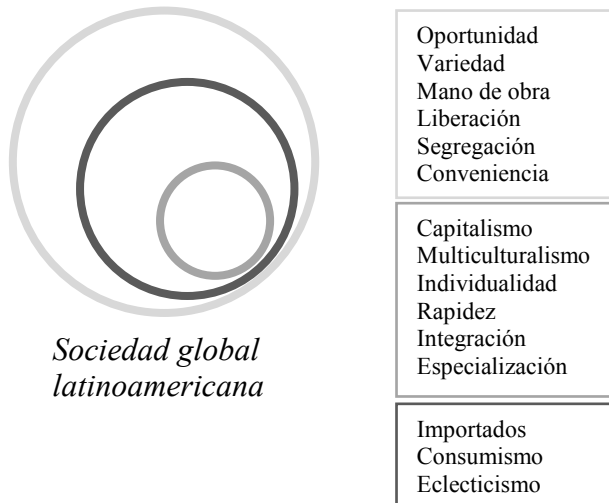 Sociedad global
latinoamericana
Oportunidad
Variedad
Mano de obra
Liberación
Segregación
Conveniencia
Capitalismo
Multiculturalismo
Individualidad
Rapidez
Integración
Especialización
Importados
Consumismo
Eclecticismo